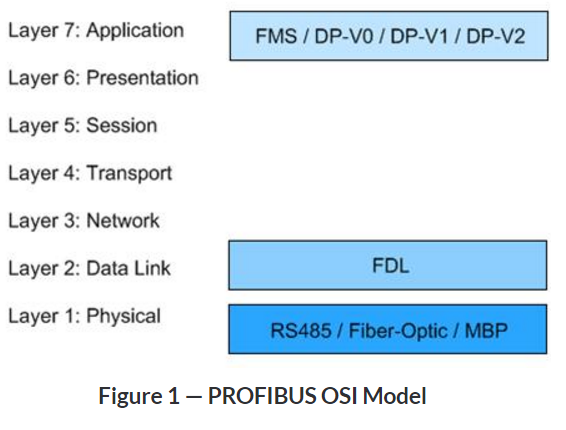 Layer 7: Application
FMS / DP-V0 / DP-V1 / DP-V2
Layer 6: Presentation
Layer 5: Session
Layer 4: Transport
Layer 3: Network
Layer 2: Data Link
FDL
Layer 1: Physical
RS485 / Fiber-Optic / MBP
Figure 1 — PROFIBUS OSI Model